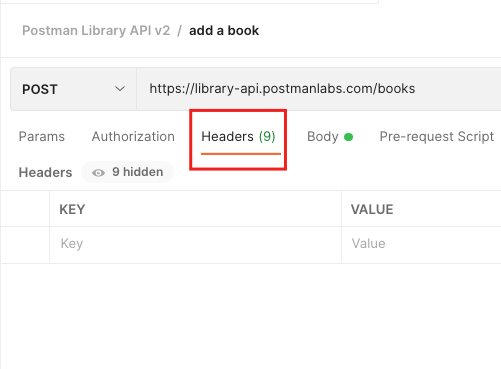 Postman Library API v2 / add a book
POST https://library-api.postmanlabs.com/books
Params Authorization Headers (9) Body Pre-request Script
Headers 9 hidden
KEY VALUE
Key Value